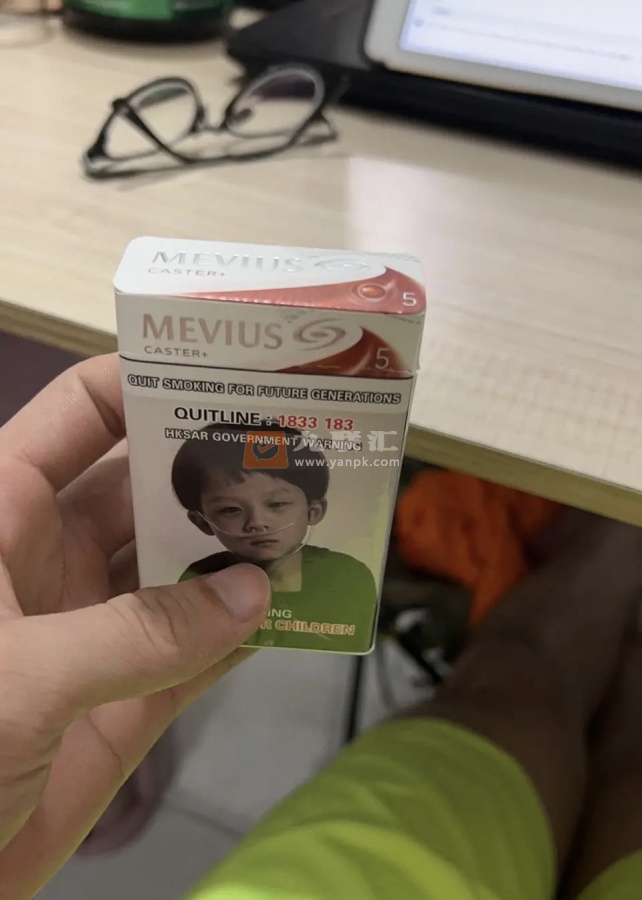 MEVIUS
CASTER+
5
MEVIUS
CASTER+
5
QUIT SMOKING FOR FUTURE GENERATIONS
QUITLINE : 1833 183
HKSAR GOVERNMENT WARNING
www.yanpk.com
CHILDREN